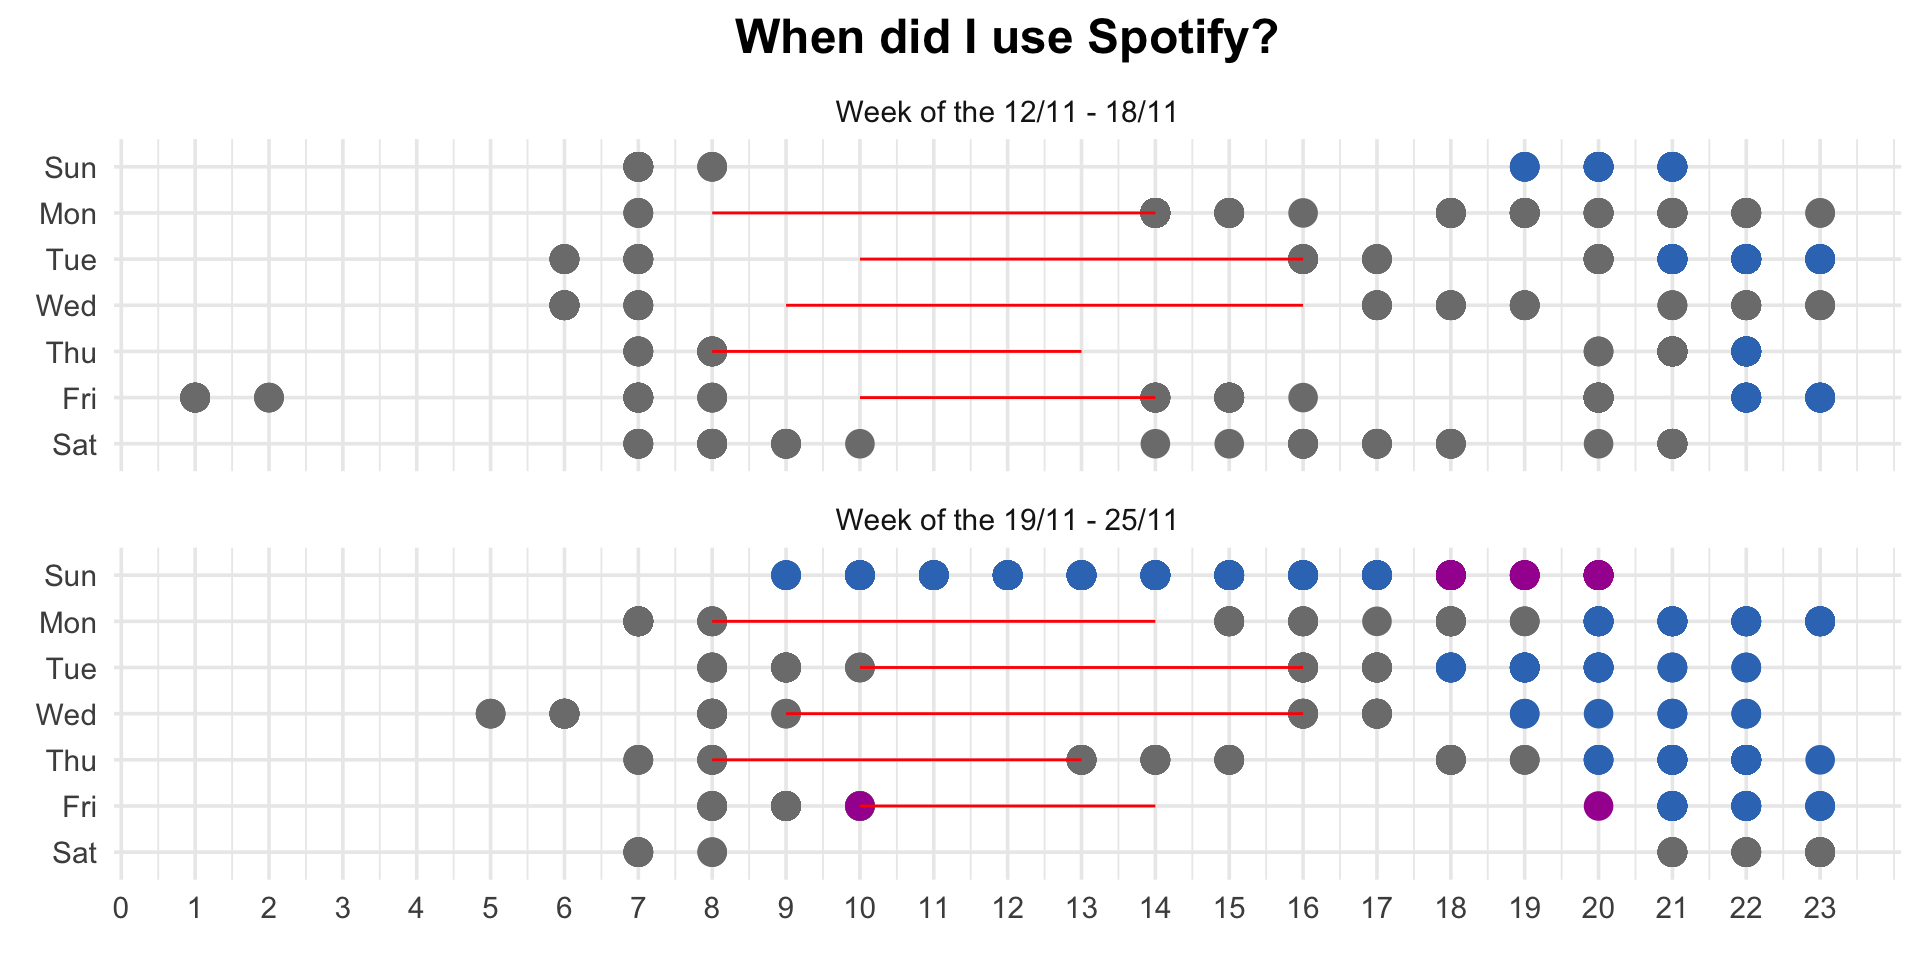 When did I use Spotify?
Week of the 12/11 - 18/11
Sun
Mon
Tue
Wed
Thu
Fri
Sat
Week of the 19/11 - 25/11
Sun
Mon
Tue
Wed
Thu
Fri
Sat
0 1 2 3 4 5 6 7 8 9 10 11 12 13 14 15 16 17 18 19 20 21 22 23